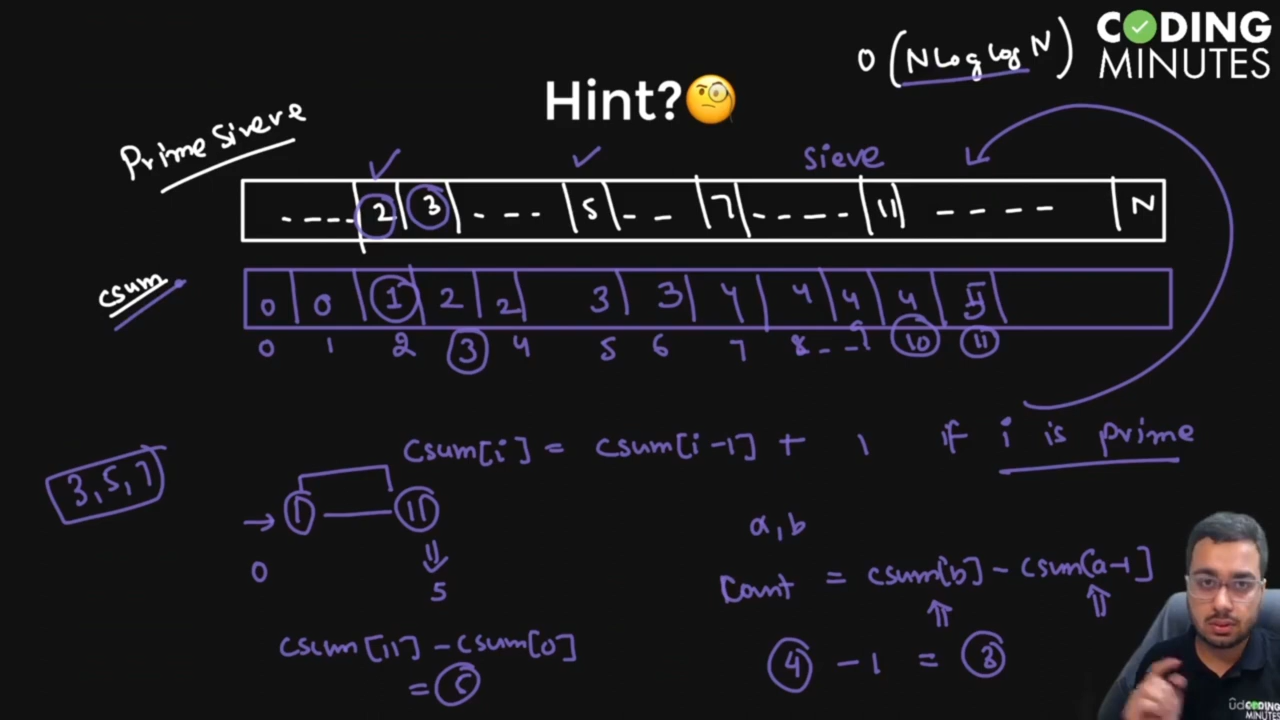 CODING MINUTES
O (N Log Log N)
Hint?
Prime Sieve
sieve
---- | 2 | 3 | --- | 5 | -- | 7 | ----- | 11 | ---- | N
csum
0 | 0 | 1 | 2 | 2 | 3 | 3 | 4 | 4 | 4 | 4 | 5
0 1 2 3 4 5 6 7 8 -- 9 10 11
csum[i] = csum[i-1] + 1 if i is prime
3, 5, 7
1 11
0
5
a, b
Count = csum[b] - csum[a-1]
csum[11] - csum[0]
= 5
4 - 1 = 3
CODING
MINUTES